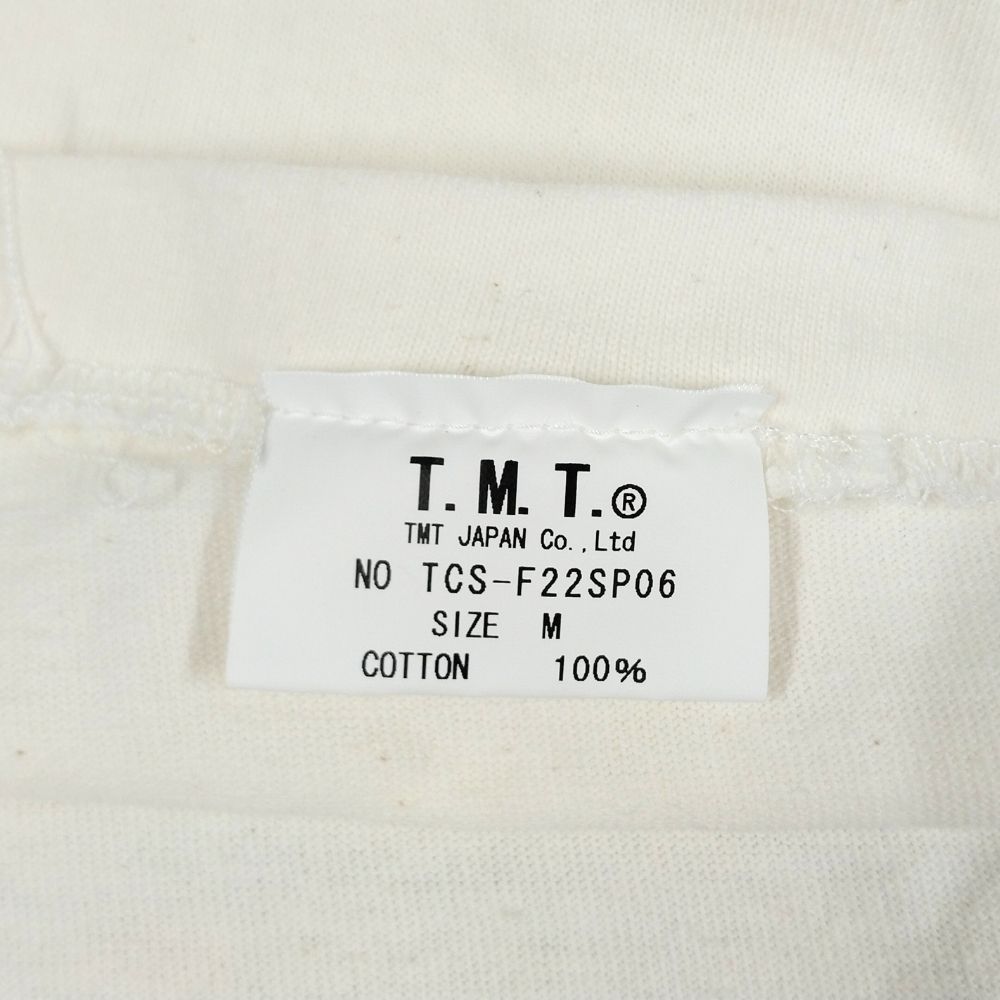 T.M.T.®
TMT JAPAN Co.,Ltd
NO TCS-F22SP06
SIZE M
COTTON 100%